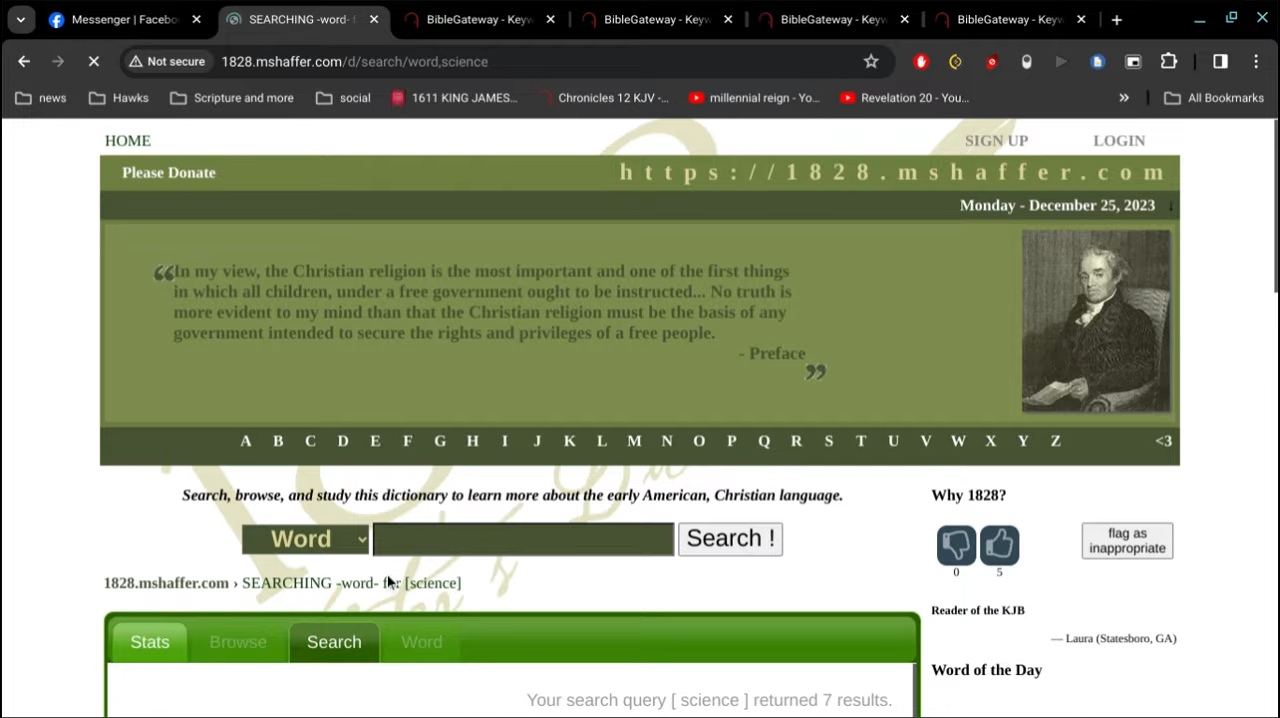 Messenger | Facebo
SEARCHING -word- f
BibleGateway - Keyw
BibleGateway - Keyw
BibleGateway - Keyw
BibleGateway - Keyw
Not secure
1828.mshaffer.com/d/search/word,science
news
Hawks
Scripture and more
social
1611 KING JAMES...
Chronicles 12 KJV -...
millennial reign - Yo...
Revelation 20 - You...
All Bookmarks
HOME
SIGN UP
LOGIN
Please Donate
https://1828.mshaffer.com
Monday - December 25, 2023
“In my view, the Christian religion is the most important and one of the first things
in which all children, under a free government ought to be instructed... No truth is
more evident to my mind than that the Christian religion must be the basis of any
government intended to secure the rights and privileges of a free people.
- Preface
”
A B C D E F G H I J K L M N O P Q R S T U V W X Y Z <3
Search, browse, and study this dictionary to learn more about the early American, Christian language.
Word
Search !
1828.mshaffer.com › SEARCHING -word- for [science]
Why 1828?
flag as
inappropriate
0
5
Reader of the KJB
— Laura (Statesboro, GA)
Word of the Day
Stats
Browse
Search
Word
Your search query [ science ] returned 7 results.